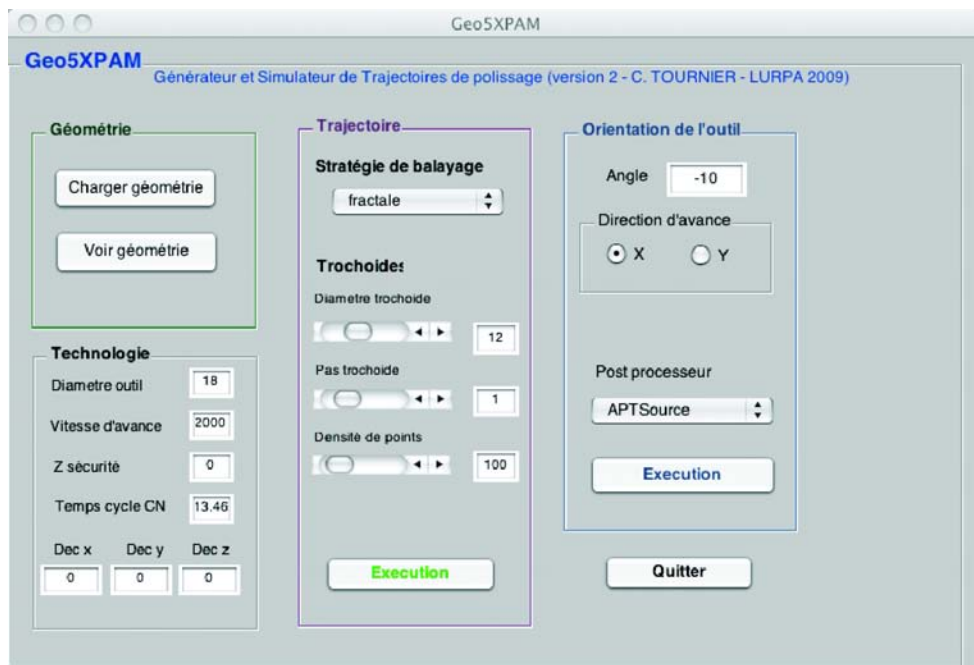 Geo5XPAM
Geo5XPAM
Générateur et Simulateur de Trajectoires de polissage (version 2 - C. TOURNIER - LURPA 2009)
Géométrie
Charger géométrie
Voir géométrie
Technologie
Diametre outil 18
Vitesse d'avance 2000
Z sécurité 0
Temps cycle CN 13.46
Dec x Dec y Dec z
0 0 0
Trajectoire
Stratégie de balayage
fractale
Trochoides
Diametre trochoide
12
Pas trochoide
1
Densité de points
100
Execution
Orientation de l'outil
Angle -10
Direction d'avance
X Y
Post processeur
APTSource
Execution
Quitter